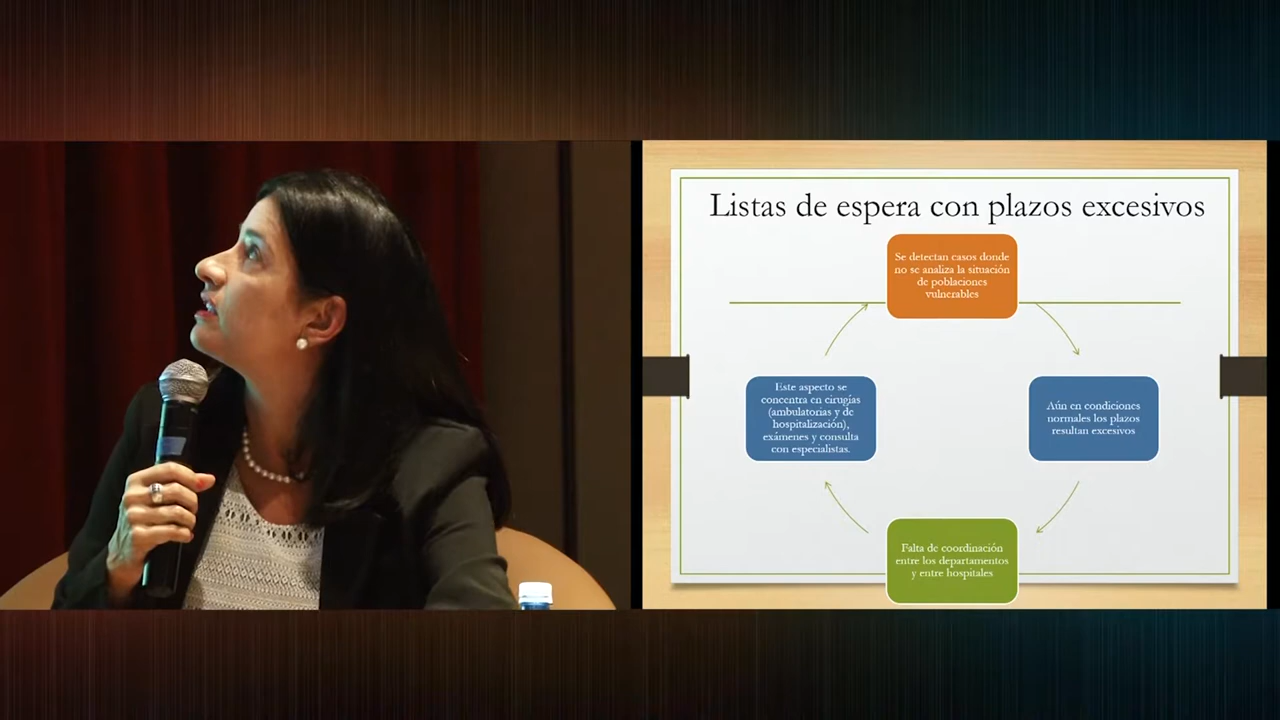 Listas de espera con plazos excesivos
Se detectan casos donde
no se analiza la situación
de poblaciones
vulnerables
Aún en condiciones
normales los plazos
resultan excesivos
Falta de coordinación
entre los departamentos
y entre hospitales
Este aspecto se
concentra en cirugías
(ambulatorias y de
hospitalización),
exámenes y consulta
con especialistas.